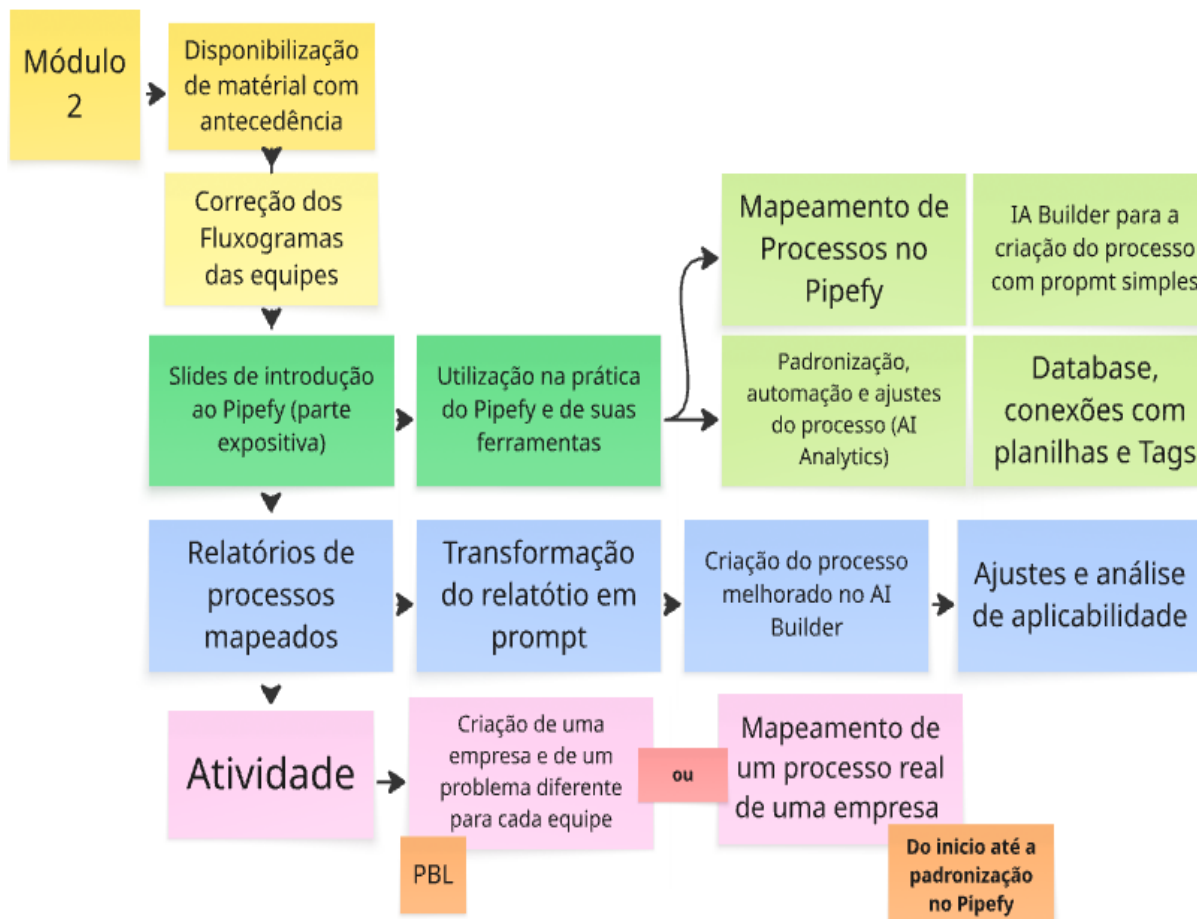 Módulo
2
Disponibilização
de matérial com
antecedência
Correção dos
Fluxogramas
das equipes
Mapeamento de
Processos no
Pipefy
IA Builder para a
criação do processo
com propmt simples
Slides de introdução
ao Pipefy (parte
expositiva)
Utilização na prática
do Pipefy e de suas
ferramentas
Padronização,
automação e ajustes
do processo (AI
Analytics)
Database,
conexões com
planilhas e Tags
Relatórios de
processos
mapeados
Transformação
do relatótio em
prompt
Criação do processo
melhorado no AI
Builder
Ajustes e análise
de aplicabilidade
Atividade
Criação de uma
empresa e de um
problema diferente
para cada equipe
PBL
ou
Mapeamento de
um processo real
de uma empresa
Do inicio até a
padronização
no Pipefy